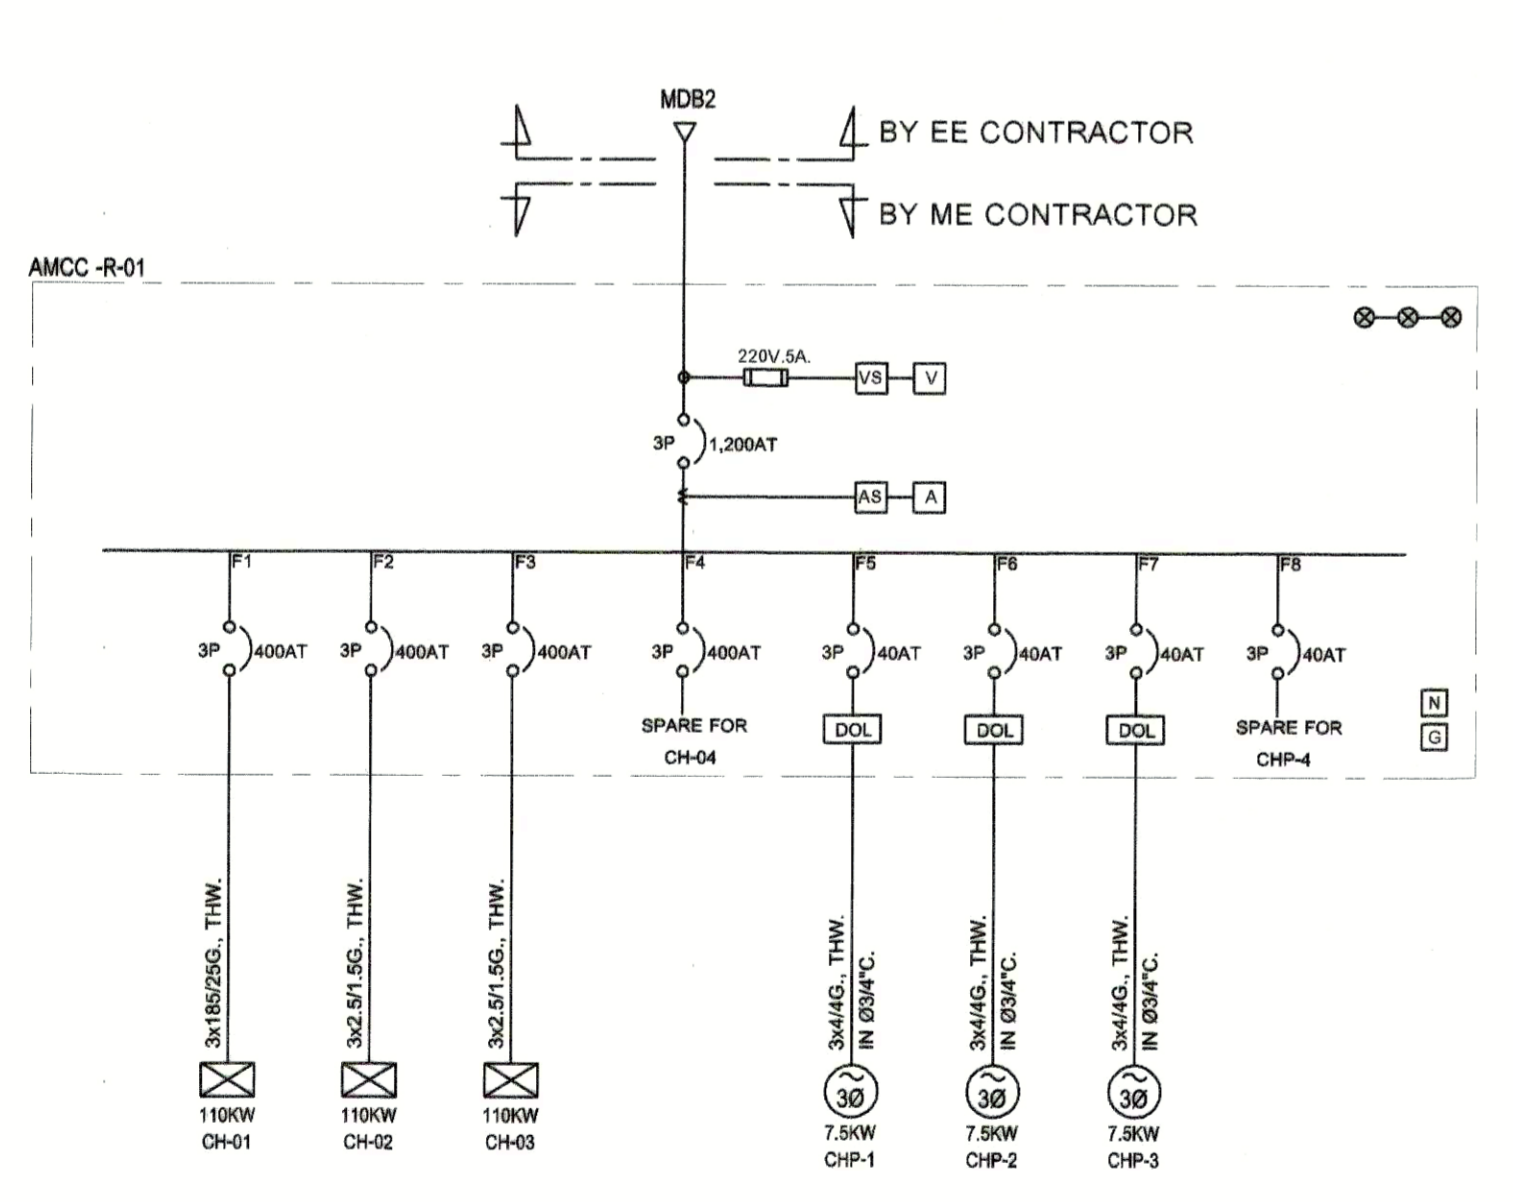 MDB2
BY EE CONTRACTOR
BY ME CONTRACTOR
AMCC -R-01
220V.5A.
VS
V
3P
1,200AT
AS
A
F1
F2
F3
F4
F5
F6
F7
F8
3P
400AT
3P
400AT
3P
400AT
3P
400AT
3P
40AT
3P
40AT
3P
40AT
3P
40AT
SPARE FOR
CH-04
DOL
DOL
DOL
SPARE FOR
CHP-4
N
G
3x185/25G., THW.
3x2.5/1.5G., THW.
3x2.5/1.5G., THW.
3x4/4G., THW.
IN Ø3/4"C.
3x4/4G., THW.
IN Ø3/4"C.
3x4/4G., THW.
IN Ø3/4"C.
3Ø
3Ø
3Ø
110KW
CH-01
110KW
CH-02
110KW
CH-03
7.5KW
CHP-1
7.5KW
CHP-2
7.5KW
CHP-3